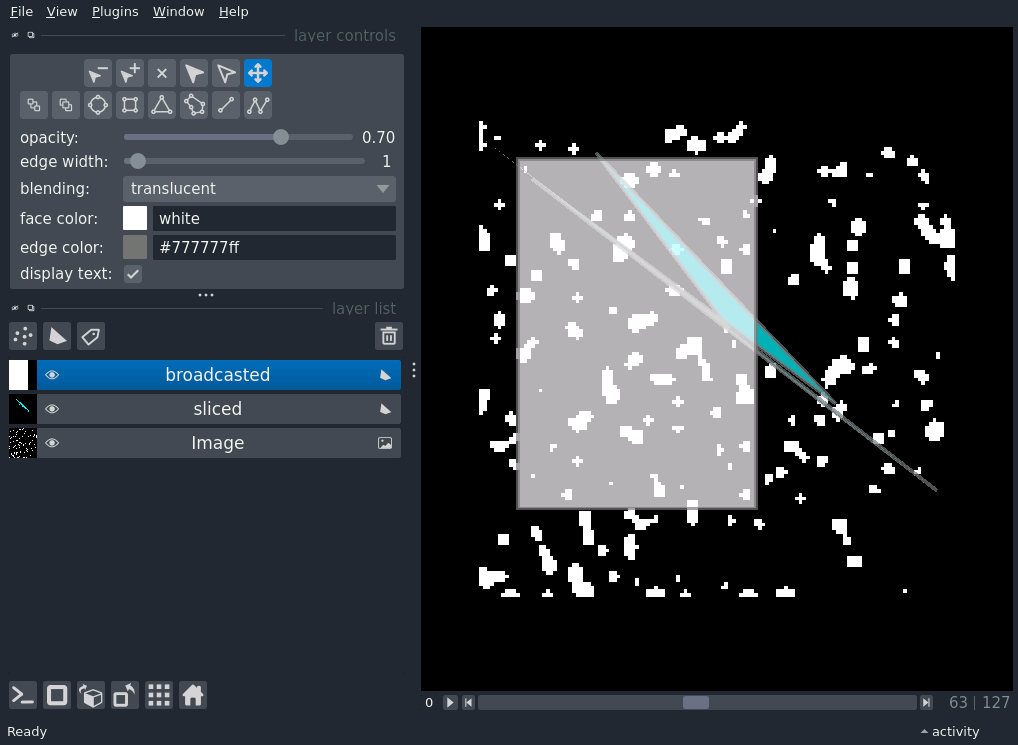 File View Plugins Window Help
layer controls
opacity: 0.70
edge width: 1
blending: translucent
face color: white
edge color: #777777ff
display text:
layer list
broadcasted
sliced
Image
0 63 | 127
Ready activity